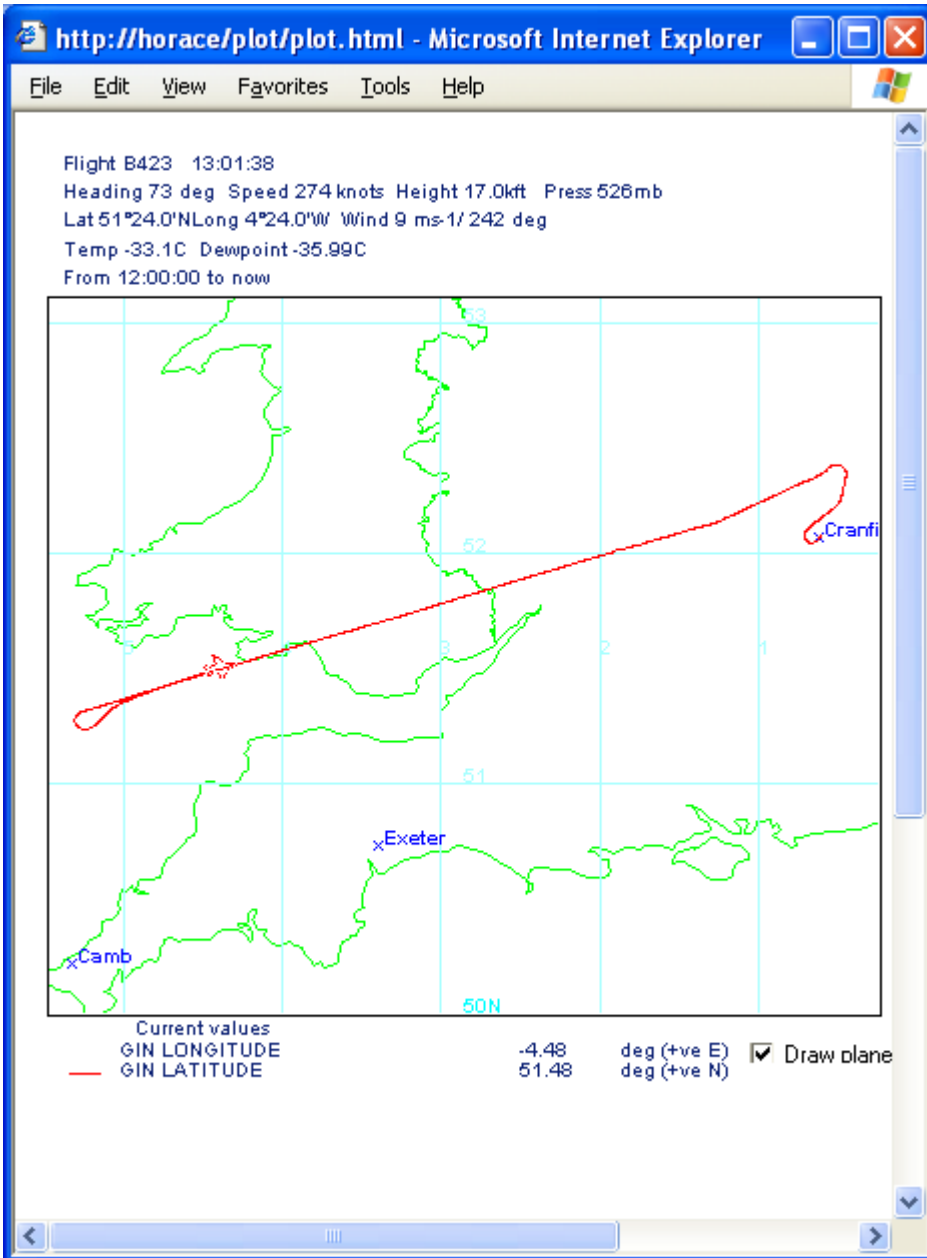 http://horace/plot/plot.html - Microsoft Internet Explorer
File Edit View Favorites Tools Help
Flight B423 13:01:38
Heading 73 deg Speed 274 knots Height 17.0kft Press 526mb
Lat 51°24.0'NLong 4°24.0'W Wind 9 ms-1/ 242 deg
Temp -33.1C Dewpoint -35.99C
From 12:00:00 to now
53
Cranfi
52
5 3 2 1
51
Exeter
Camb
50N
Current values
GIN LONGITUDE -4.48 deg (+ve E)
GIN LATITUDE 51.48 deg (+ve N)
Draw plane